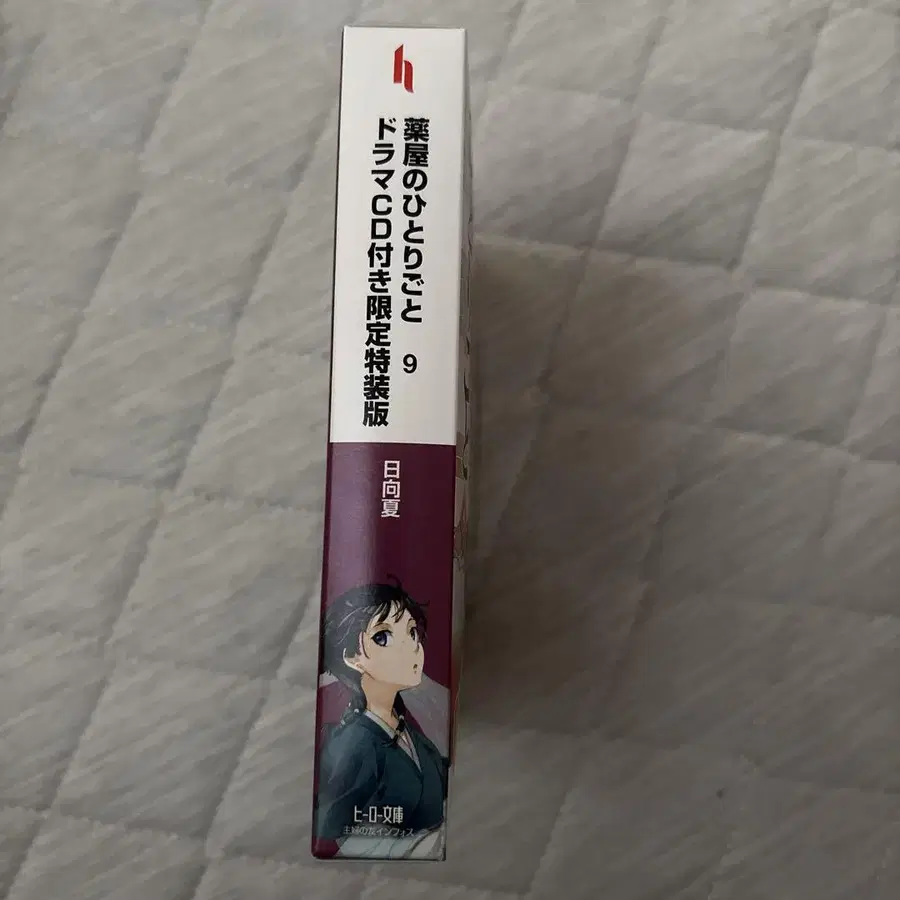 薬屋のひとりごと 9
ドラマCD付き限定特装版
日向夏
ヒーロー文庫
主婦の友インフォス